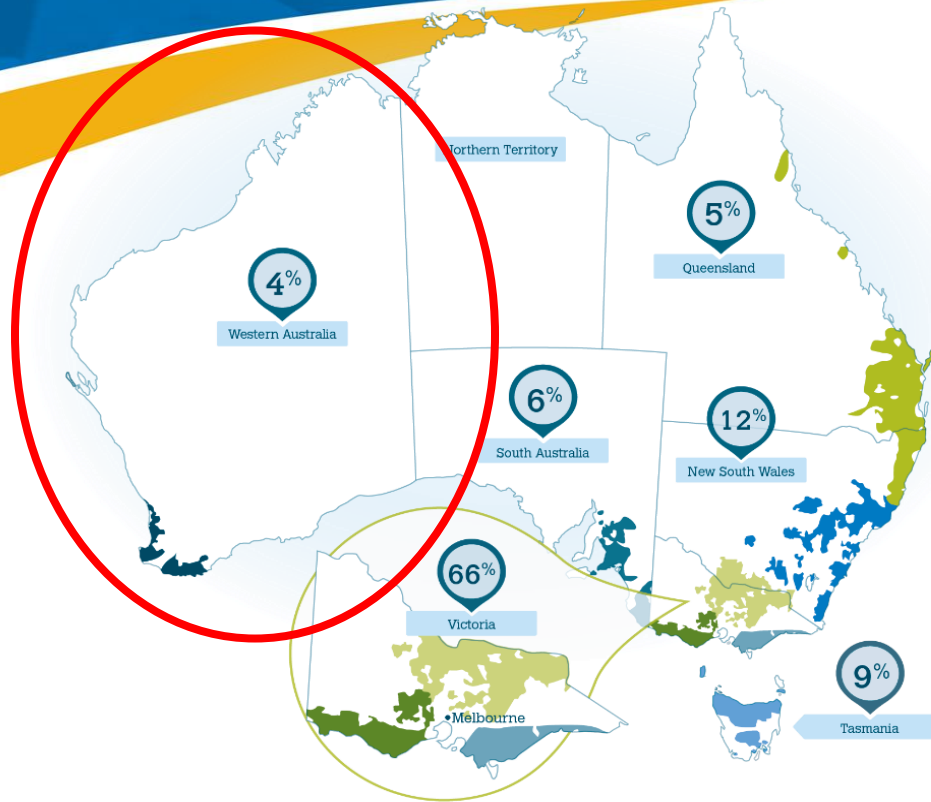 Northern Territory
5%
Queensland
4%
Western Australia
6%
South Australia
12%
New South Wales
66%
Victoria
9%
Tasmania
•Melbourne